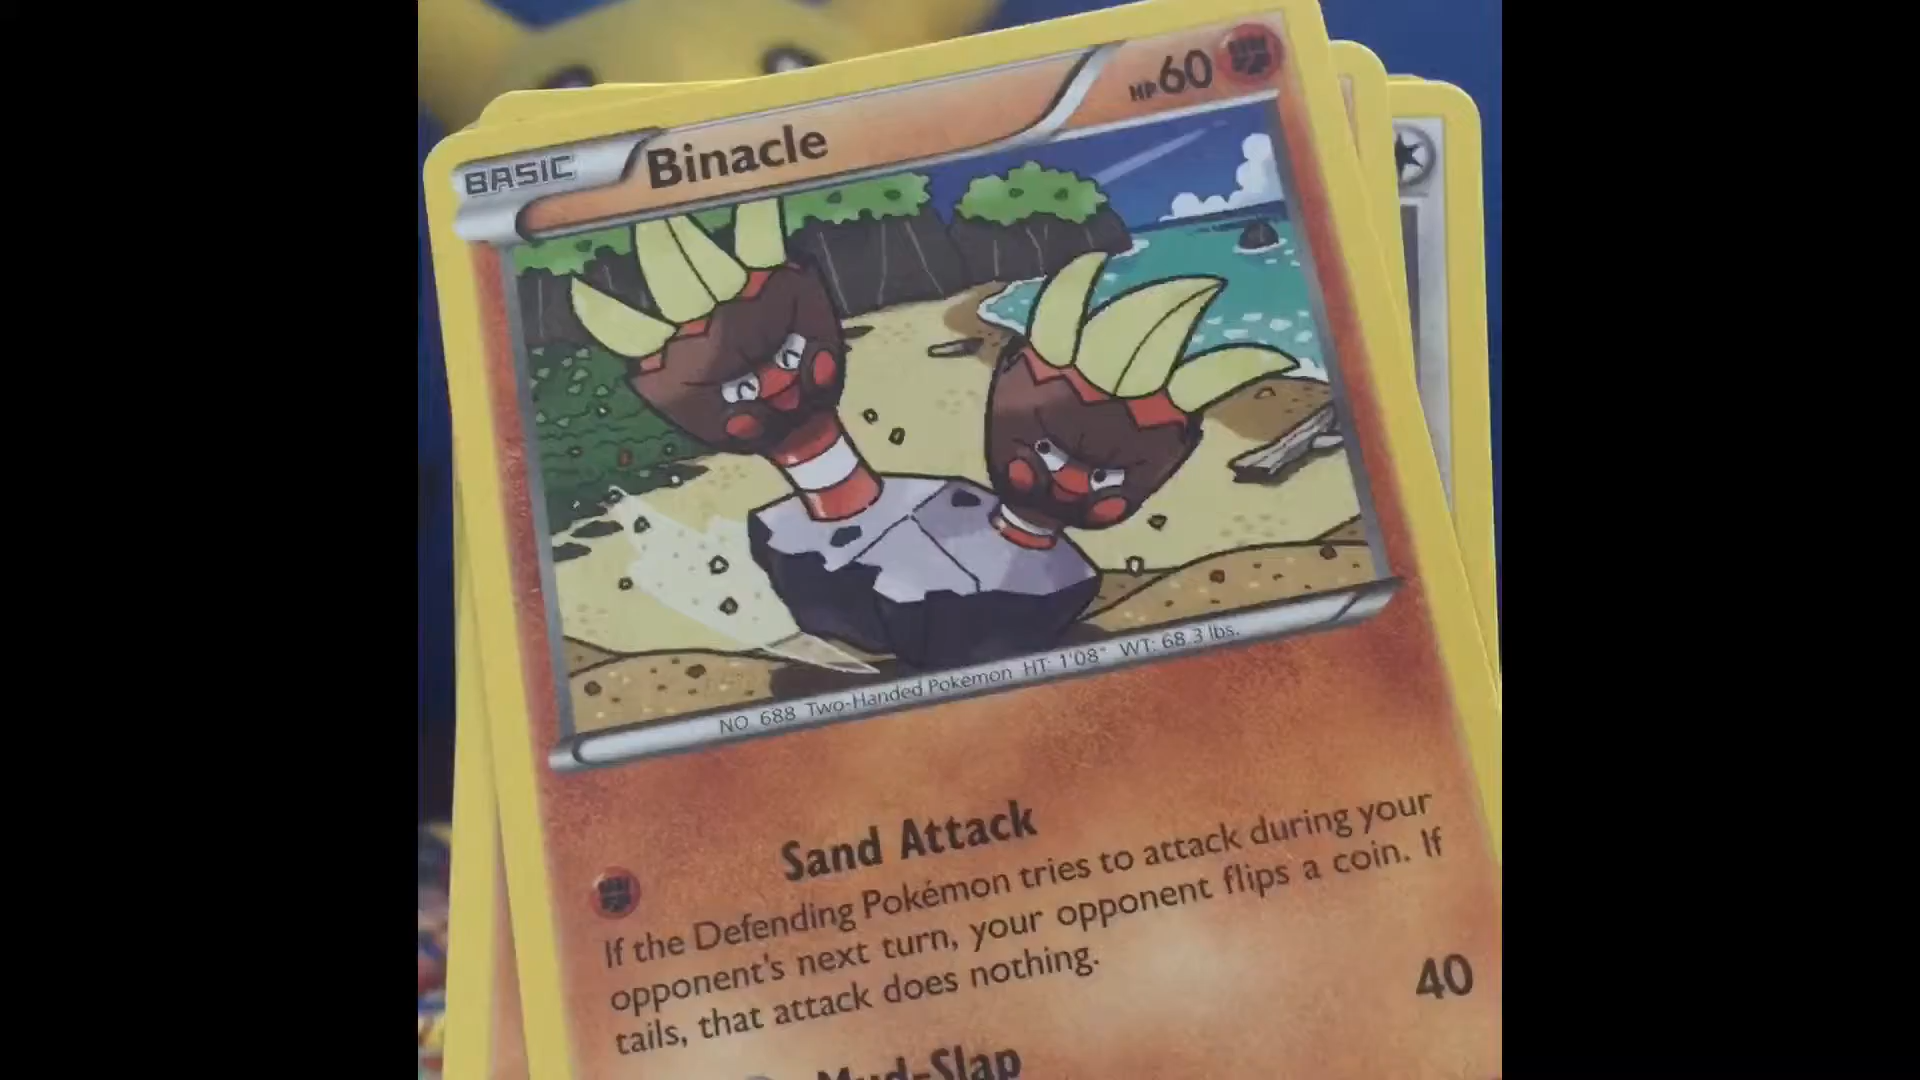 BASIC Binacle HP60
NO. 688 Two-Handed Pokémon HT: 1'08" WT: 68.3 lbs.
Sand Attack
If the Defending Pokémon tries to attack during your
opponent's next turn, your opponent flips a coin. If
tails, that attack does nothing.
Mud-Slap 40